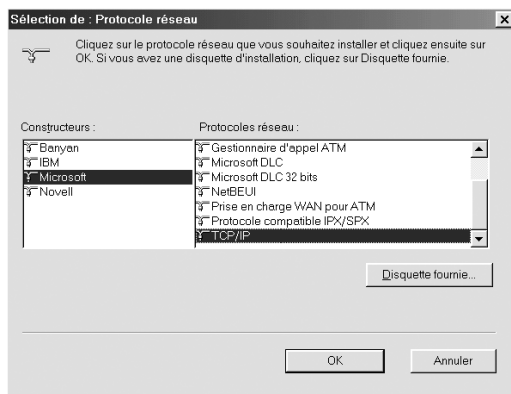 Sélection de : Protocole réseau
Cliquez sur le protocole réseau que vous souhaitez installer et cliquez ensuite sur
OK. Si vous avez une disquette d'installation, cliquez sur Disquette fournie.
Constructeurs :
Protocoles réseau :
Banyan
IBM
Microsoft
Novell
Gestionnaire d'appel ATM
Microsoft DLC
Microsoft DLC 32 bits
NetBEUI
Prise en charge WAN pour ATM
Protocole compatible IPX/SPX
TCP/IP
Disquette fournie...
OK
Annuler